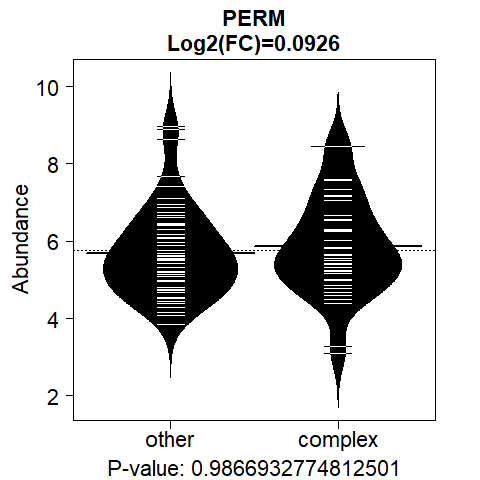 PERM
Log2(FC)=0.0926
Abundance
10
8
6
4
2
other complex
P-value: 0.9866932774812501